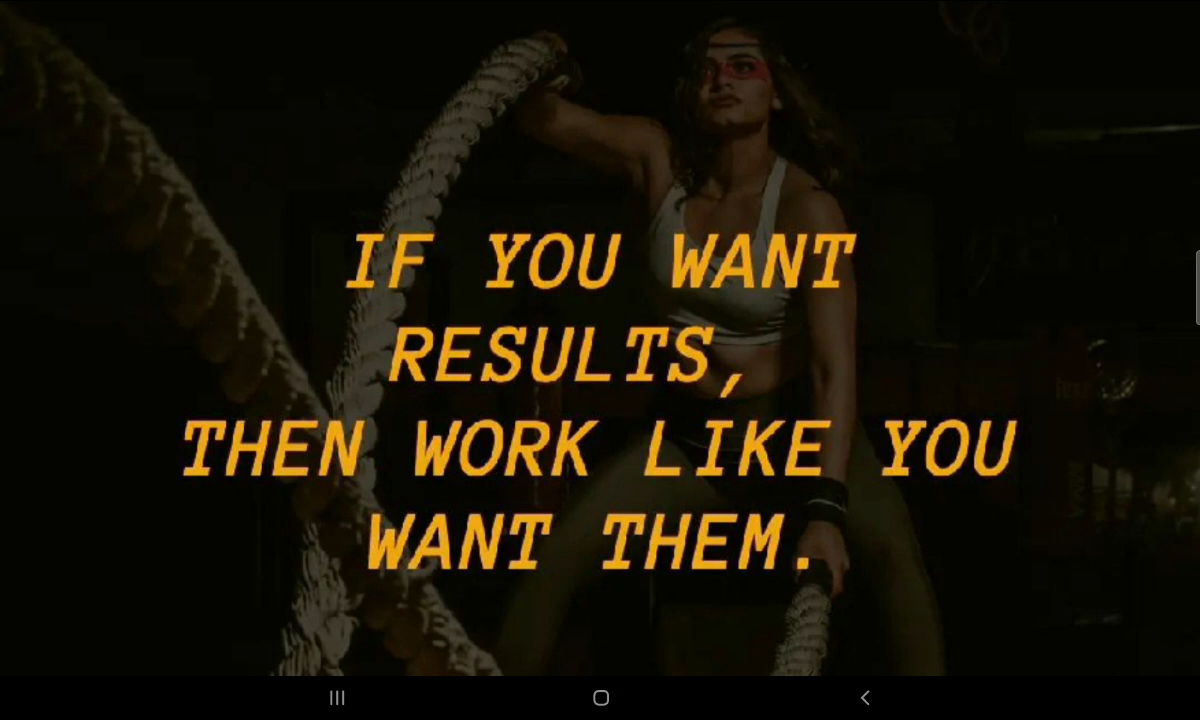 IF YOU WANT
RESULTS,
THEN WORK LIKE YOU
WANT THEM.